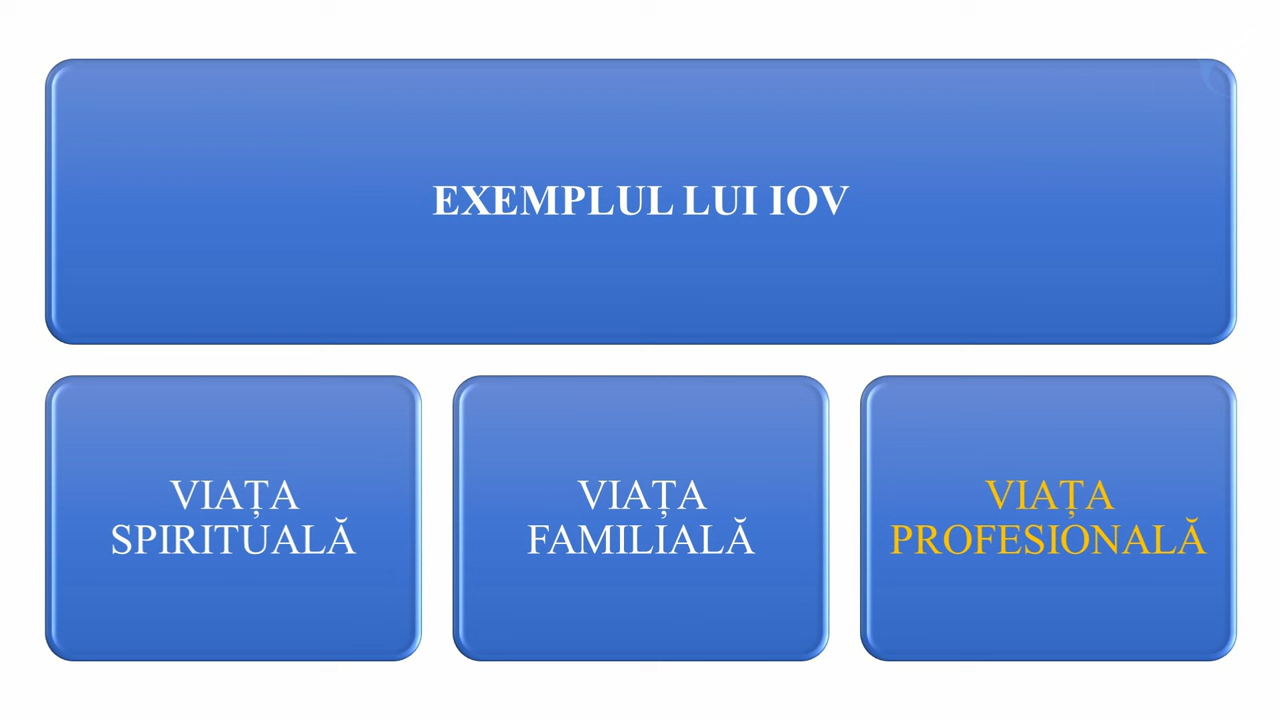 EXEMPLUL LUI IOV
VIAȚA
SPIRITUALĂ
VIAȚA
FAMILIALĂ
VIAȚA
PROFESIONALĂ